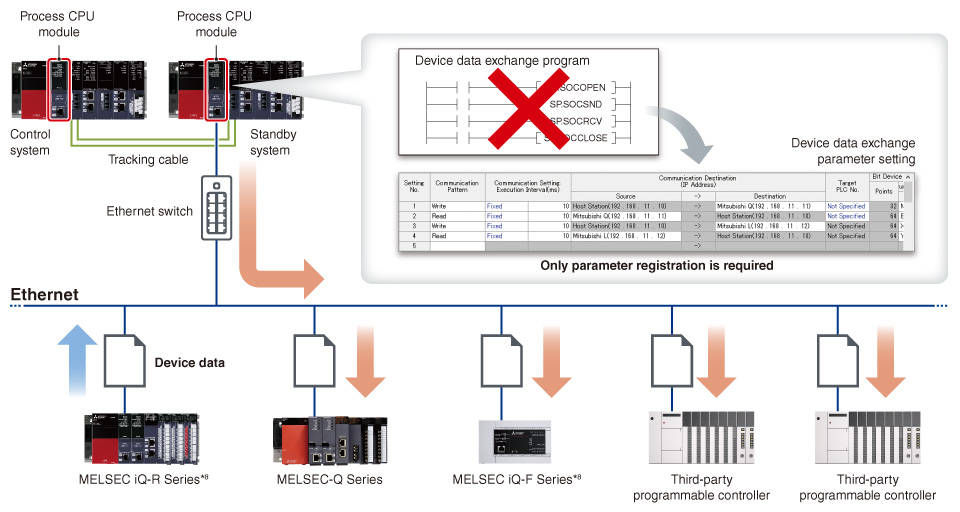 Process CPU
module
Process CPU
module
Control
system
Standby
system
Tracking cable
Ethernet switch
Device data exchange program
SOCOPEN
SP.SOCSND
SP.SOCRCV
OCCLOSE
Device data exchange
parameter setting
Setting No. Communication Pattern Communication Setting: Execution Interval(ms) Communication Destination (IP Address) Target PLC No. Bit Device
Source -> Destination Points
1 Write Fixed 10 Host Station(192 . 168 . 11 . 10) -> Mitsubishi Q(192 . 168 . 11 . 11) Not Specified 32
2 Read Fixed 10 Mitsubishi Q(192 . 168 . 11 . 11) -> Host Station(192 . 168 . 11 . 10) Not Specified 64
3 Write Fixed 10 Host Station(192 . 168 . 11 . 10) -> Mitsubishi L(192 . 168 . 11 . 12) Not Specified 64
4 Read Fixed 10 Mitsubishi L(192 . 168 . 11 . 12) -> Host Station(192 . 168 . 11 . 10) Not Specified 64
5 ->
Only parameter registration is required
Ethernet
Device data
MELSEC iQ-R Series*8
MELSEC-Q Series
MELSEC iQ-F Series*8
Third-party
programmable controller
Third-party
programmable controller